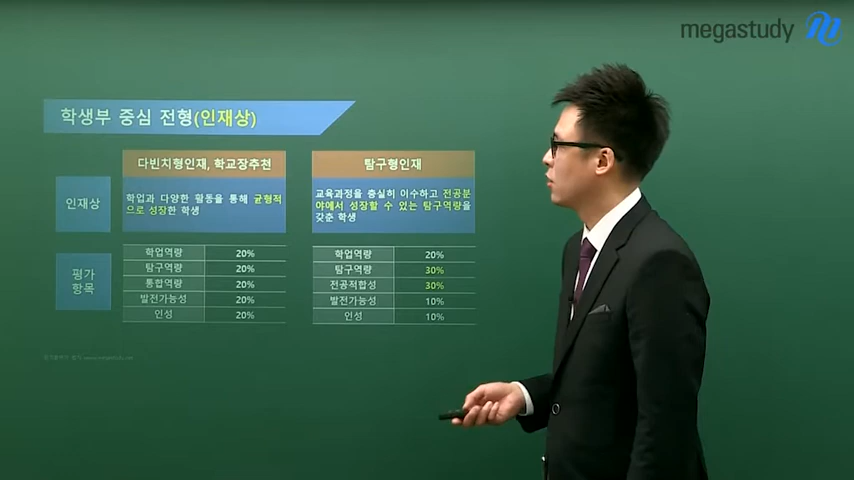 megastudy
학생부 중심 전형(인재상)
다빈치형인재, 학교장추천
탐구형인재
인재상
학업과 다양한 활동을 통해 균형적
으로 성장한 학생
교육과정을 충실히 이수하고 전공분
야에서 성장할 수 있는 탐구역량을
갖춘 학생
평가
항목
학업역량 20%
탐구역량 20%
통합역량 20%
발전가능성 20%
인성 20%
학업역량 20%
탐구역량 30%
전공적합성 30%
발전가능성 10%
인성 10%